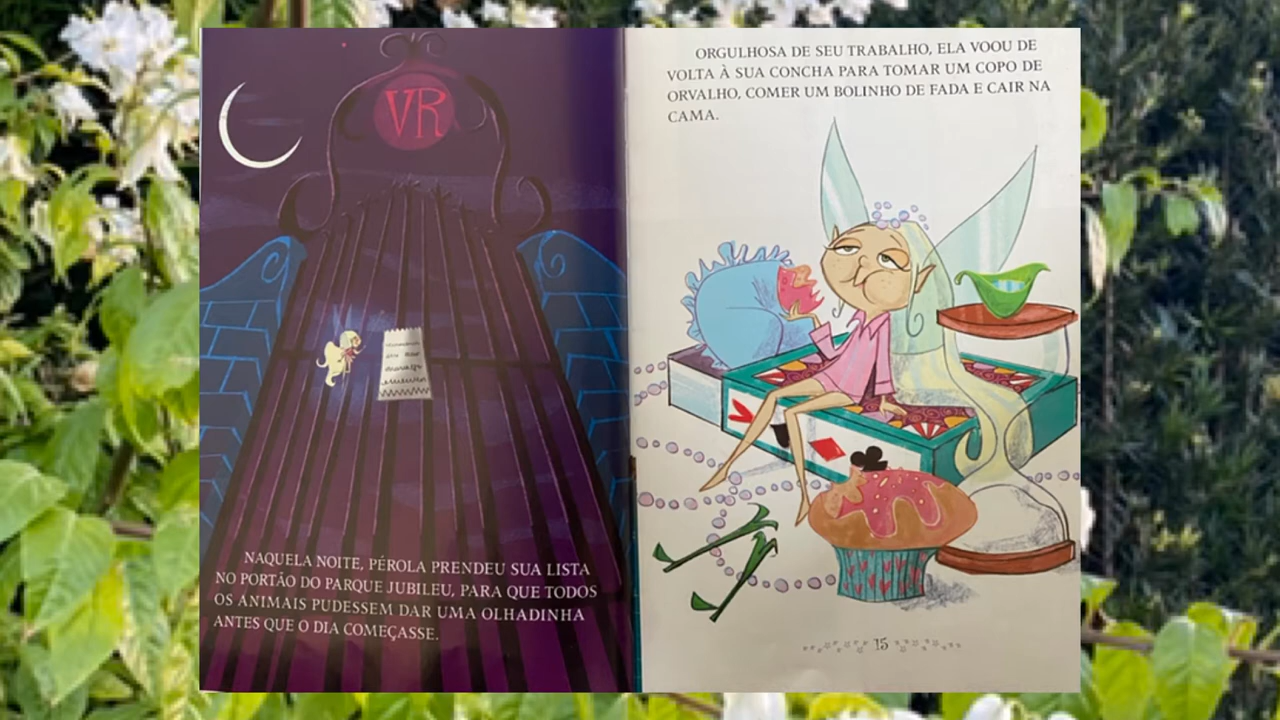 VR
NAQUELA NOITE, PÉROLA PRENDEU SUA LISTA
NO PORTÃO DO PARQUE JUBILEU, PARA QUE TODOS
OS ANIMAIS PUDESSEM DAR UMA OLHADINHA
ANTES QUE O DIA COMEÇASSE.
ORGULHOSA DE SEU TRABALHO, ELA VOOU DE
VOLTA À SUA CONCHA PARA TOMAR UM COPO DE
ORVALHO, COMER UM BOLINHO DE FADA E CAIR NA
CAMA.
15